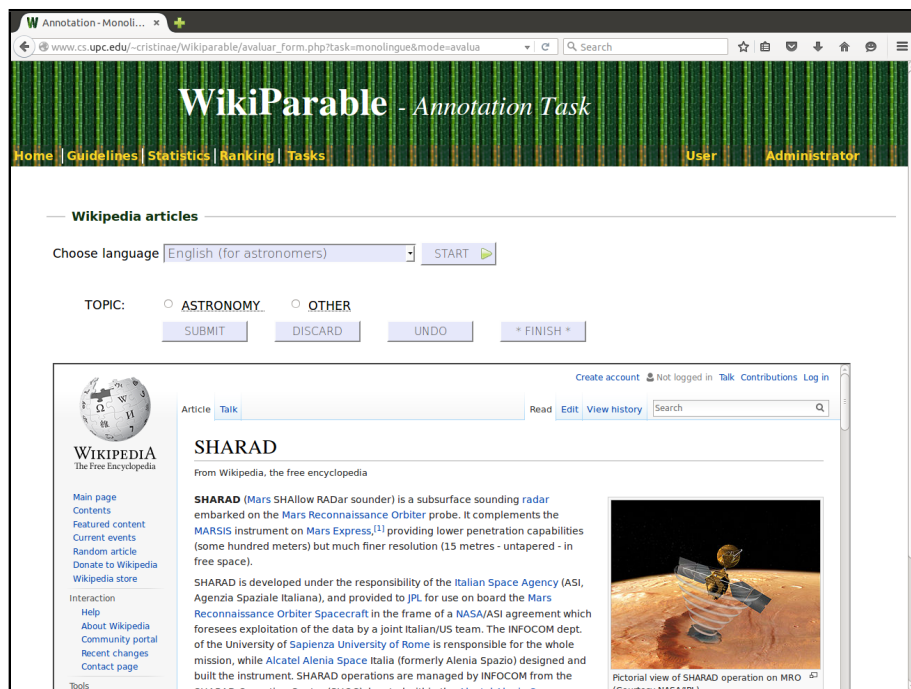 Annotation - Monoli... ×
www.cs.upc.edu/~cristinae/Wikiparable/avaluar_form.php?task=monolingue&mode=avalua
Search
WikiParable - Annotation Task
Home | Guidelines | Statistics | Ranking | Tasks User Administrator
Wikipedia articles
Choose language English (for astronomers) START
TOPIC: ASTRONOMY OTHER
SUBMIT DISCARD UNDO * FINISH *
Create account Not logged in Talk Contributions Log in
Article Talk Read Edit View history Search
WIKIPEDIA
The Free Encyclopedia
Main page
Contents
Featured content
Current events
Random article
Donate to Wikipedia
Wikipedia store
Interaction
Help
About Wikipedia
Community portal
Recent changes
Contact page
Tools
SHARAD
From Wikipedia, the free encyclopedia
SHARAD (Mars SHAllow RADar sounder) is a subsurface sounding radar
embarked on the Mars Reconnaissance Orbiter probe. It complements the
MARSIS instrument on Mars Express,[1] providing lower penetration capabilities
(some hundred meters) but much finer resolution (15 metres - untapered - in
free space).
SHARAD is developed under the responsibility of the Italian Space Agency (ASI,
Agenzia Spaziale Italiana), and provided to JPL for use on board the Mars
Reconnaissance Orbiter Spacecraft in the frame of a NASA/ASI agreement which
foresees exploitation of the data by a joint Italian/US team. The INFOCOM dept.
of the University of Sapienza University of Rome is responsible for the whole
mission, while Alcatel Alenia Space Italia (formerly Alenia Spazio) designed and
built the instrument. SHARAD operations are managed by INFOCOM from the
Pictorial view of SHARAD operation on MRO